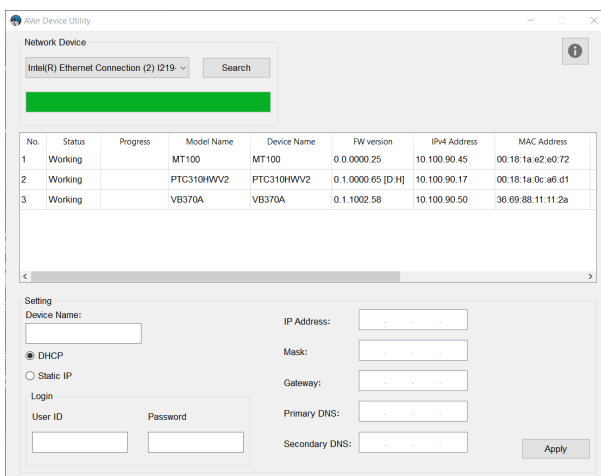 AVer Device Utility
Network Device
Intel(R) Ethernet Connection (2) I219-
Search
No. Status Progress Model Name Device Name FW version IPv4 Address MAC Address
1 Working MT100 MT100 0.0.0000.25 10.100.90.45 00:18:1a:e2:e0:72
2 Working PTC310HWV2 PTC310HWV2 0.1.0000.65 [D:H] 10.100.90.17 00:18:1a:0c:a6:d1
3 Working VB370A VB370A 0.1.1002.58 10.100.90.50 36:69:88:11:11:2a
Setting
Device Name:
DHCP
Static IP
Login
User ID Password
IP Address:
Mask:
Gateway:
Primary DNS:
Secondary DNS:
Apply